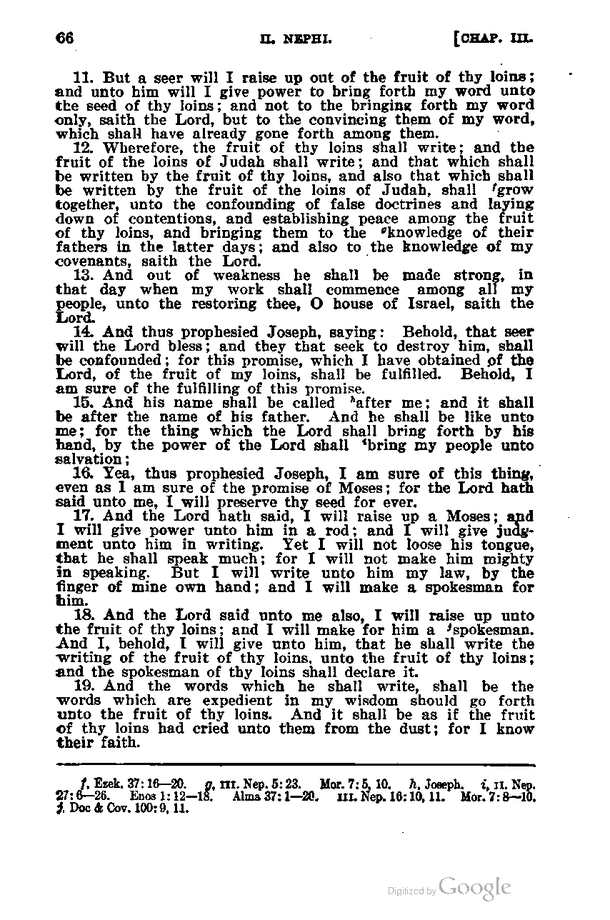 66 II. NEPHI. [CHAP. III.
11. But a seer will I raise up out of the fruit of thy loins;
and unto him will I give power to bring forth my word unto
the seed of thy loins; and not to the bringing forth my word
only, saith the Lord, but to the convincing them of my word,
which shall have already gone forth among them.
12. Wherefore, the fruit of thy loins shall write; and the
fruit of the loins of Judah shall write; and that which shall
be written by the fruit of thy loins, and also that which shall
be written by the fruit of the loins of Judah, shall ᶠgrow
together, unto the confounding of false doctrines and laying
down of contentions, and establishing peace among the fruit
of thy loins, and bringing them to the ᵍknowledge of their
fathers in the latter days; and also to the knowledge of my
covenants, saith the Lord.
13. And out of weakness he shall be made strong, in
that day when my work shall commence among all my
people, unto the restoring thee, O house of Israel, saith the
Lord.
14. And thus prophesied Joseph, saying: Behold, that seer
will the Lord bless; and they that seek to destroy him, shall
be confounded; for this promise, which I have obtained of the
Lord, of the fruit of my loins, shall be fulfilled. Behold, I
am sure of the fulfilling of this promise.
15. And his name shall be called ʰafter me; and it shall
be after the name of his father. And he shall be like unto
me; for the thing which the Lord shall bring forth by his
hand, by the power of the Lord shall ⁱbring my people unto
salvation;
16. Yea, thus prophesied Joseph, I am sure of this thing,
even as I am sure of the promise of Moses; for the Lord hath
said unto me, I will preserve thy seed for ever.
17. And the Lord hath said, I will raise up a Moses; and
I will give power unto him in a rod; and I will give judg-
ment unto him in writing. Yet I will not loose his tongue,
that he shall speak much; for I will not make him mighty
in speaking. But I will write unto him my law, by the
finger of mine own hand; and I will make a spokesman for
him.
18. And the Lord said unto me also, I will raise up unto
the fruit of thy loins; and I will make for him a ʲspokesman.
And I, behold, I will give unto him, that he shall write the
writing of the fruit of thy loins, unto the fruit of thy loins;
and the spokesman of thy loins shall declare it.
19. And the words which he shall write, shall be the
words which are expedient in my wisdom should go forth
unto the fruit of thy loins. And it shall be as if the fruit
of thy loins had cried unto them from the dust; for I know
their faith.
f, Ezek. 37:16—20. g, III. Nep. 5:23. Mor. 7:5, 10. h, Joseph. i, II. Nep.
27:6—26. Enos 1:12—18. Alma 37:1—20. III. Nep. 16:10, 11. Mor. 7:8—10.
j. Doc & Cov. 100:9, 11.
Digitized by Google